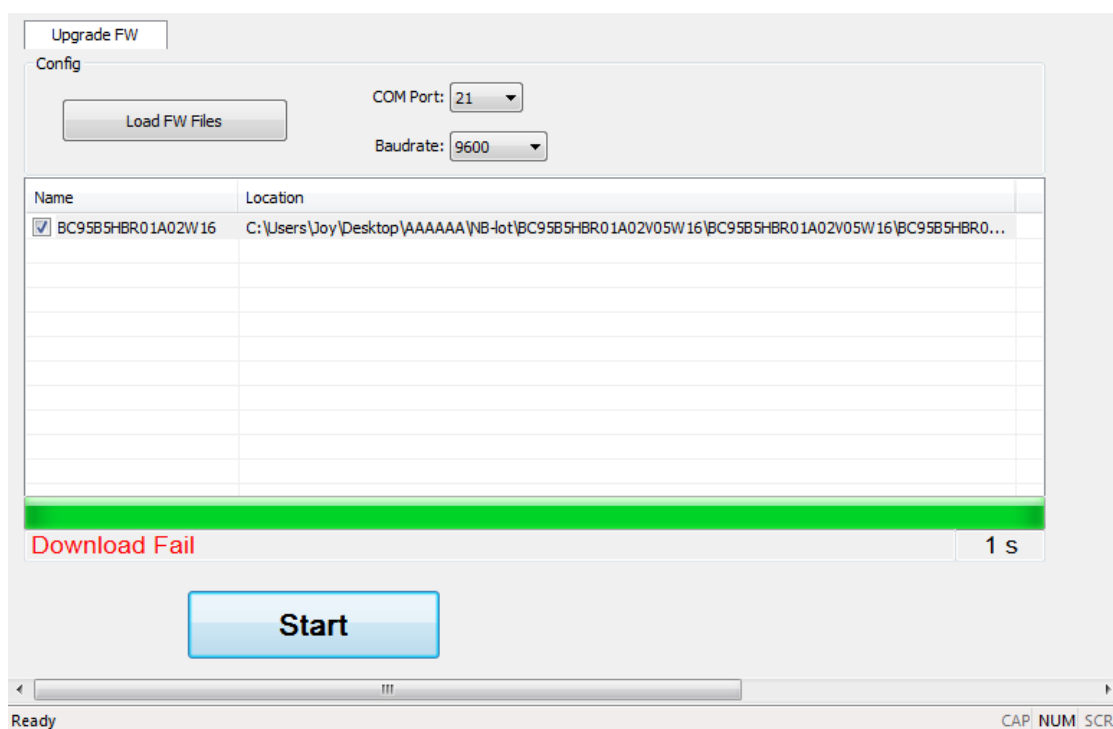 Upgrade FW
Config
Load FW Files
COM Port: 21
Baudrate: 9600
Name Location
BC95B5HBR01A02W16 C:\Users\Joy\Desktop\AAAAAA\NB-Iot\BC95B5HBR01A02V05W16\BC95B5HBR01A02V05W16\BC95B5HBR0...
Download Fail 1 s
Start
Ready CAP NUM SCR